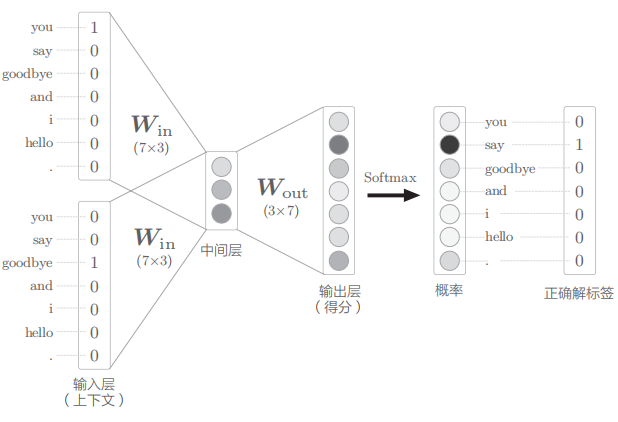 you 1
say 0
goodbye 0
and 0
i 0
hello 0
. 0
you 0
say 0
goodbye 1
and 0
i 0
hello 0
. 0
输入层
（上下文）
W in
(7×3)
W in
(7×3)
中间层
W out
(3×7)
输出层
（得分）
Softmax
概率
you 0
say 1
goodbye 0
and 0
i 0
hello 0
. 0
正确解标签